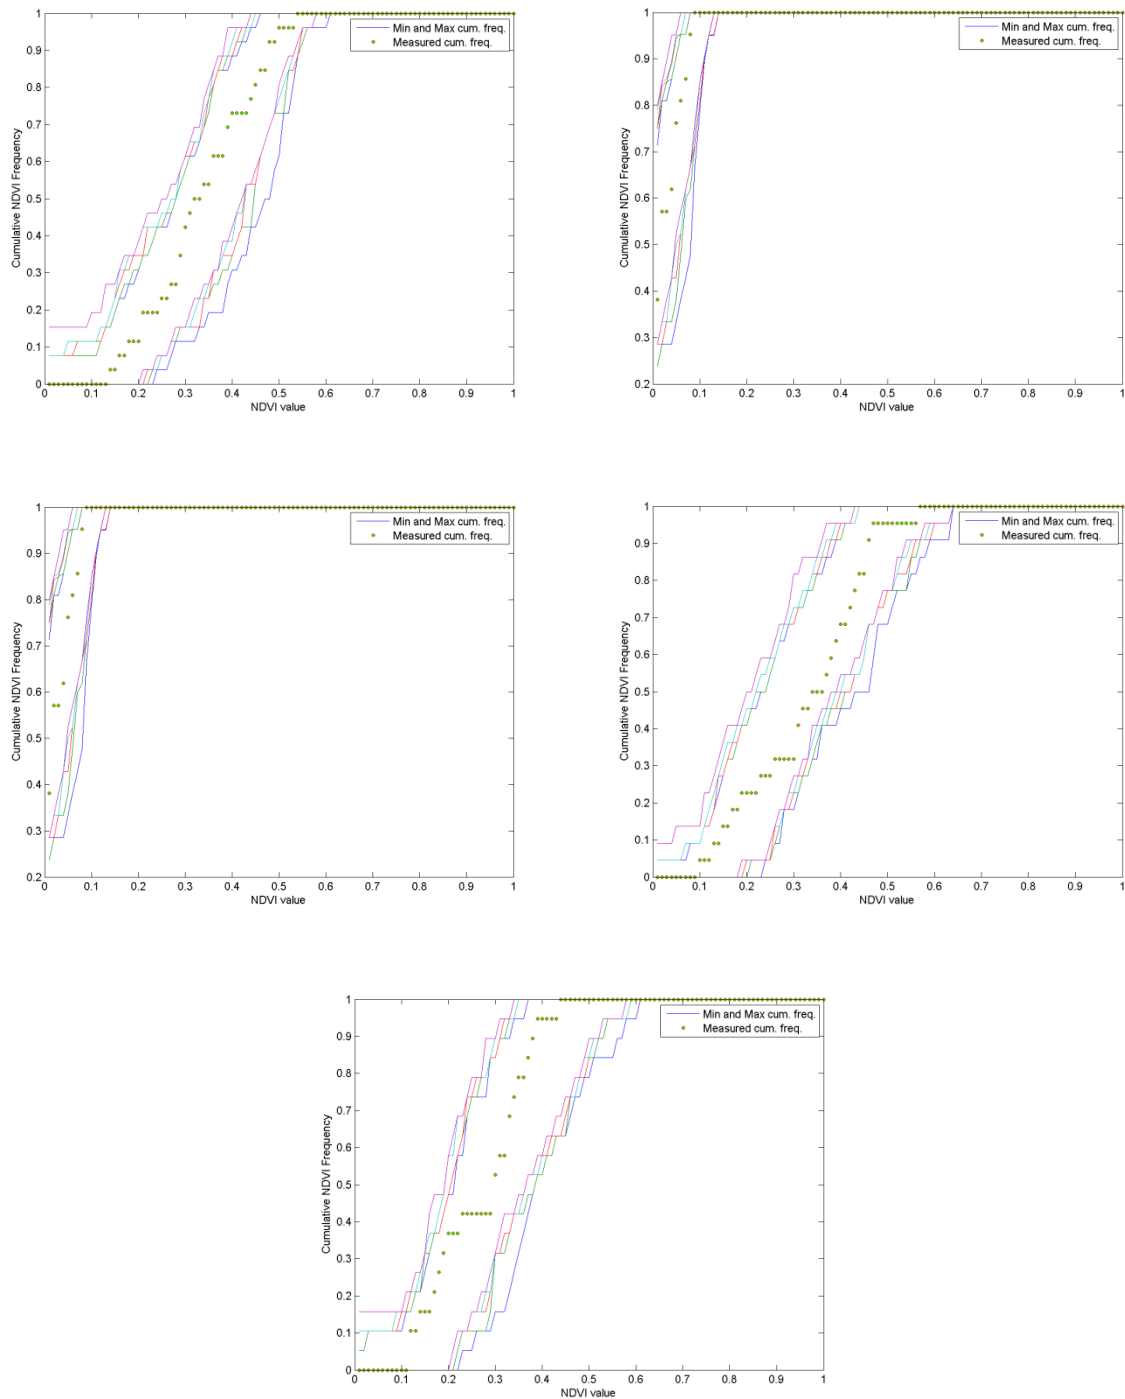 1
0.9
0.8
0.7
0.6
0.5
0.4
0.3
0.2
0.1
0
Cumulative NDVI Frequency
Min and Max cum. freq.
Measured cum. freq.
0 0.1 0.2 0.3 0.4 0.5 0.6 0.7 0.8 0.9 1
NDVI value
1
0.9
0.8
0.7
0.6
0.5
0.4
0.3
0.2
Cumulative NDVI Frequency
Min and Max cum. freq.
Measured cum. freq.
0 0.1 0.2 0.3 0.4 0.5 0.6 0.7 0.8 0.9 1
NDVI value
1
0.9
0.8
0.7
0.6
0.5
0.4
0.3
0.2
Cumulative NDVI Frequency
Min and Max cum. freq.
Measured cum. freq.
0 0.1 0.2 0.3 0.4 0.5 0.6 0.7 0.8 0.9 1
NDVI value
1
0.9
0.8
0.7
0.6
0.5
0.4
0.3
0.2
0.1
0
Cumulative NDVI Frequency
Min and Max cum. freq.
Measured cum. freq.
0 0.1 0.2 0.3 0.4 0.5 0.6 0.7 0.8 0.9 1
NDVI value
1
0.9
0.8
0.7
0.6
0.5
0.4
0.3
0.2
0.1
0
Cumulative NDVI Frequency
Min and Max cum. freq.
Measured cum. freq.
0 0.1 0.2 0.3 0.4 0.5 0.6 0.7 0.8 0.9 1
NDVI value